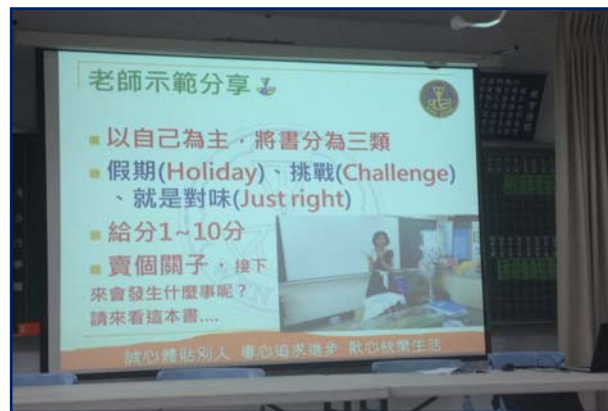 老師示範分享
■ 以自己為主，將書分為三類
■ 假期(Holiday)、挑戰(Challenge)
、就是對味(Just right)
■ 給分1~10分
■ 賣個關子，接下
來會發生什麼事呢？
請來看這本書....
誠心體貼別人 專心追求進步 歡心快樂生活